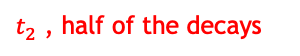 t₂ , half of the decays